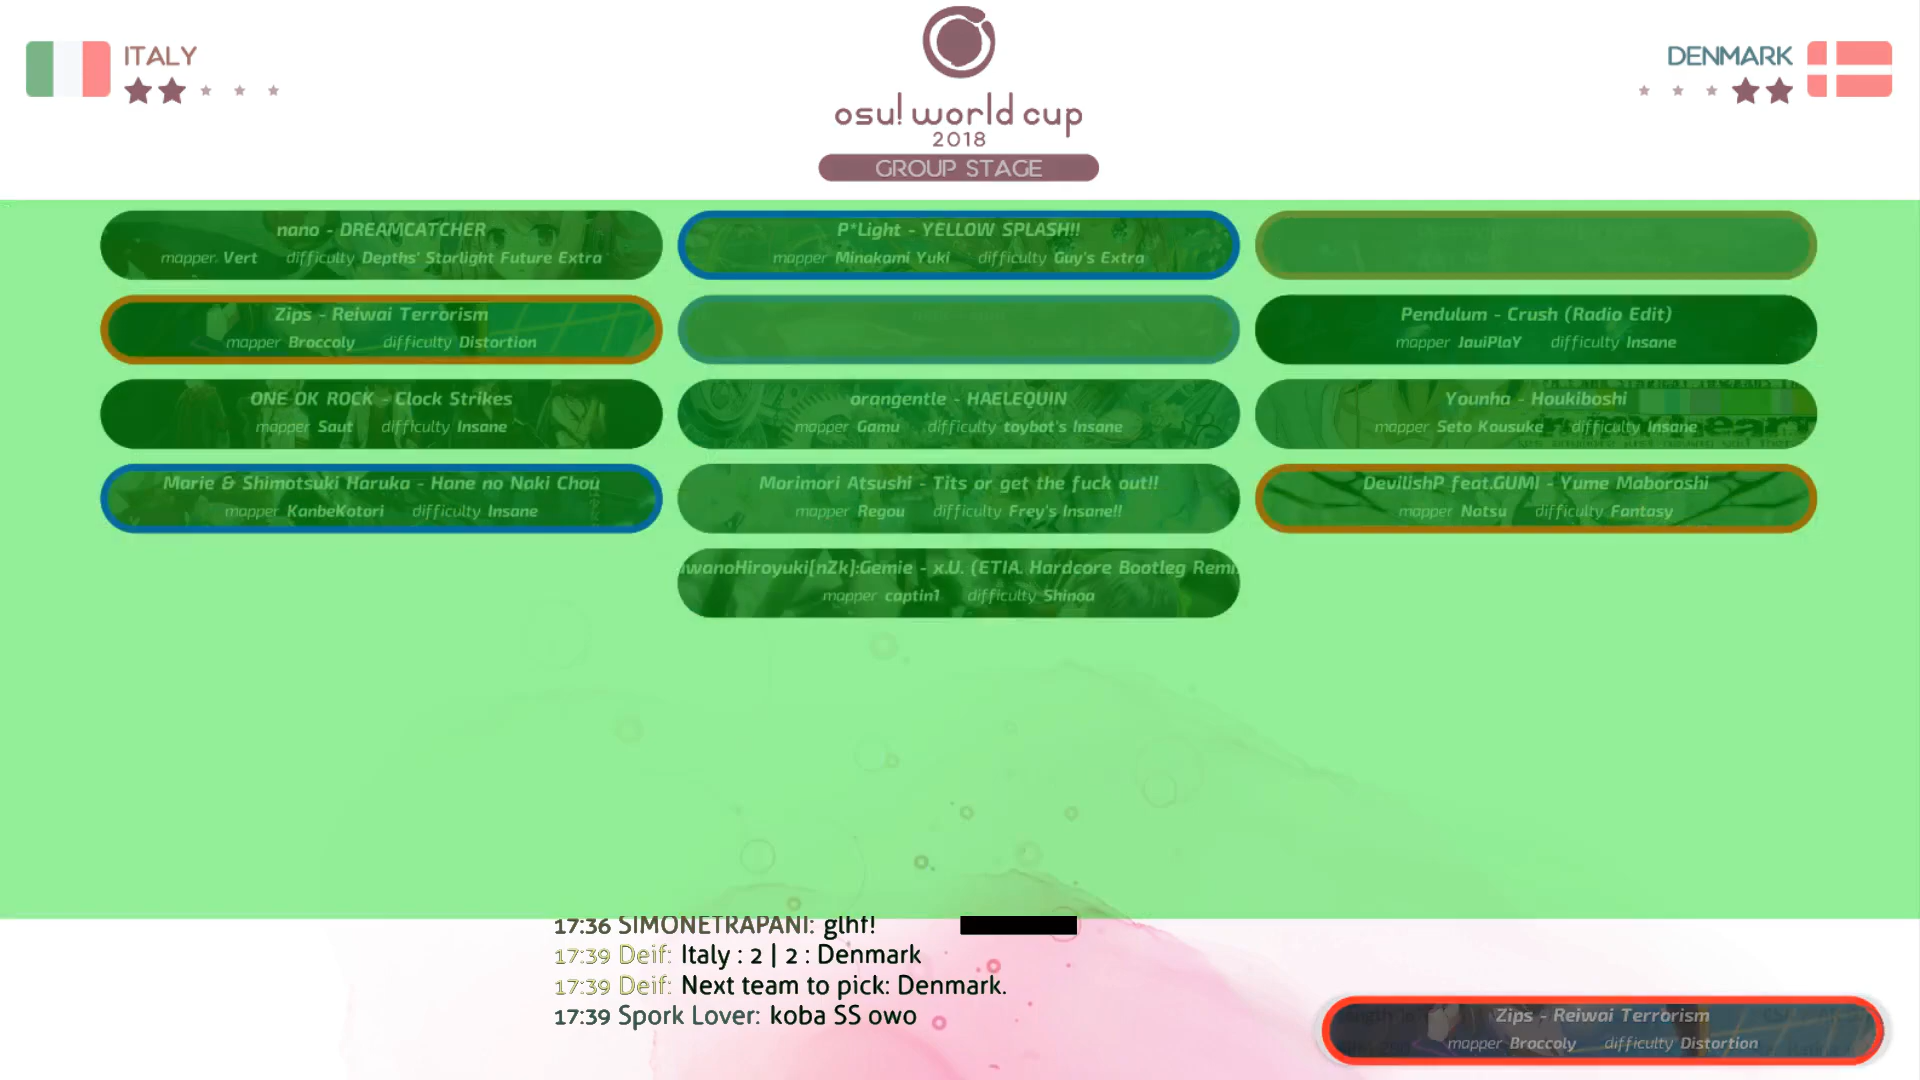 ITALY
DENMARK
osu! world cup
2018
GROUP STAGE
nano - DREAMCATCHER
mapper Vert difficulty Depths' Starlight Future Extra
P*Light - YELLOW SPLASH!!
mapper Minakami Yuki difficulty Guy's Extra
Zips - Reiwai Terrorism
mapper Broccoly difficulty Distortion
Pendulum - Crush (Radio Edit)
mapper JauiPlaY difficulty Insane
ONE OK ROCK - Clock Strikes
mapper Saut difficulty Insane
orangentle - HAELEQUIN
mapper Gamu difficulty toybot's Insane
Younha - Houkiboshi
mapper Seto Kousuke difficulty Insane
Marie & Shimotsuki Haruka - Hane no Naki Chou
mapper KanbeKotori difficulty Insane
Morimori Atsushi - Tits or get the fuck out!!
mapper Regou difficulty Frey's Insane!!
DevilishP feat.GUMI - Yume Maboroshi
mapper Natsu difficulty Fantasy
wanoHiroyuki[nZk]:Gemie - x.U. (ETIA. Hardcore Bootleg Remi
mapper captin1 difficulty Shinoa
17:36 SIMONETRAPANI: glhf!
17:39 Deif: Italy : 2 | 2 : Denmark
17:39 Deif: Next team to pick: Denmark.
17:39 Spork Lover: koba SS owo
Zips - Reiwai Terrorism
mapper Broccoly difficulty Distortion